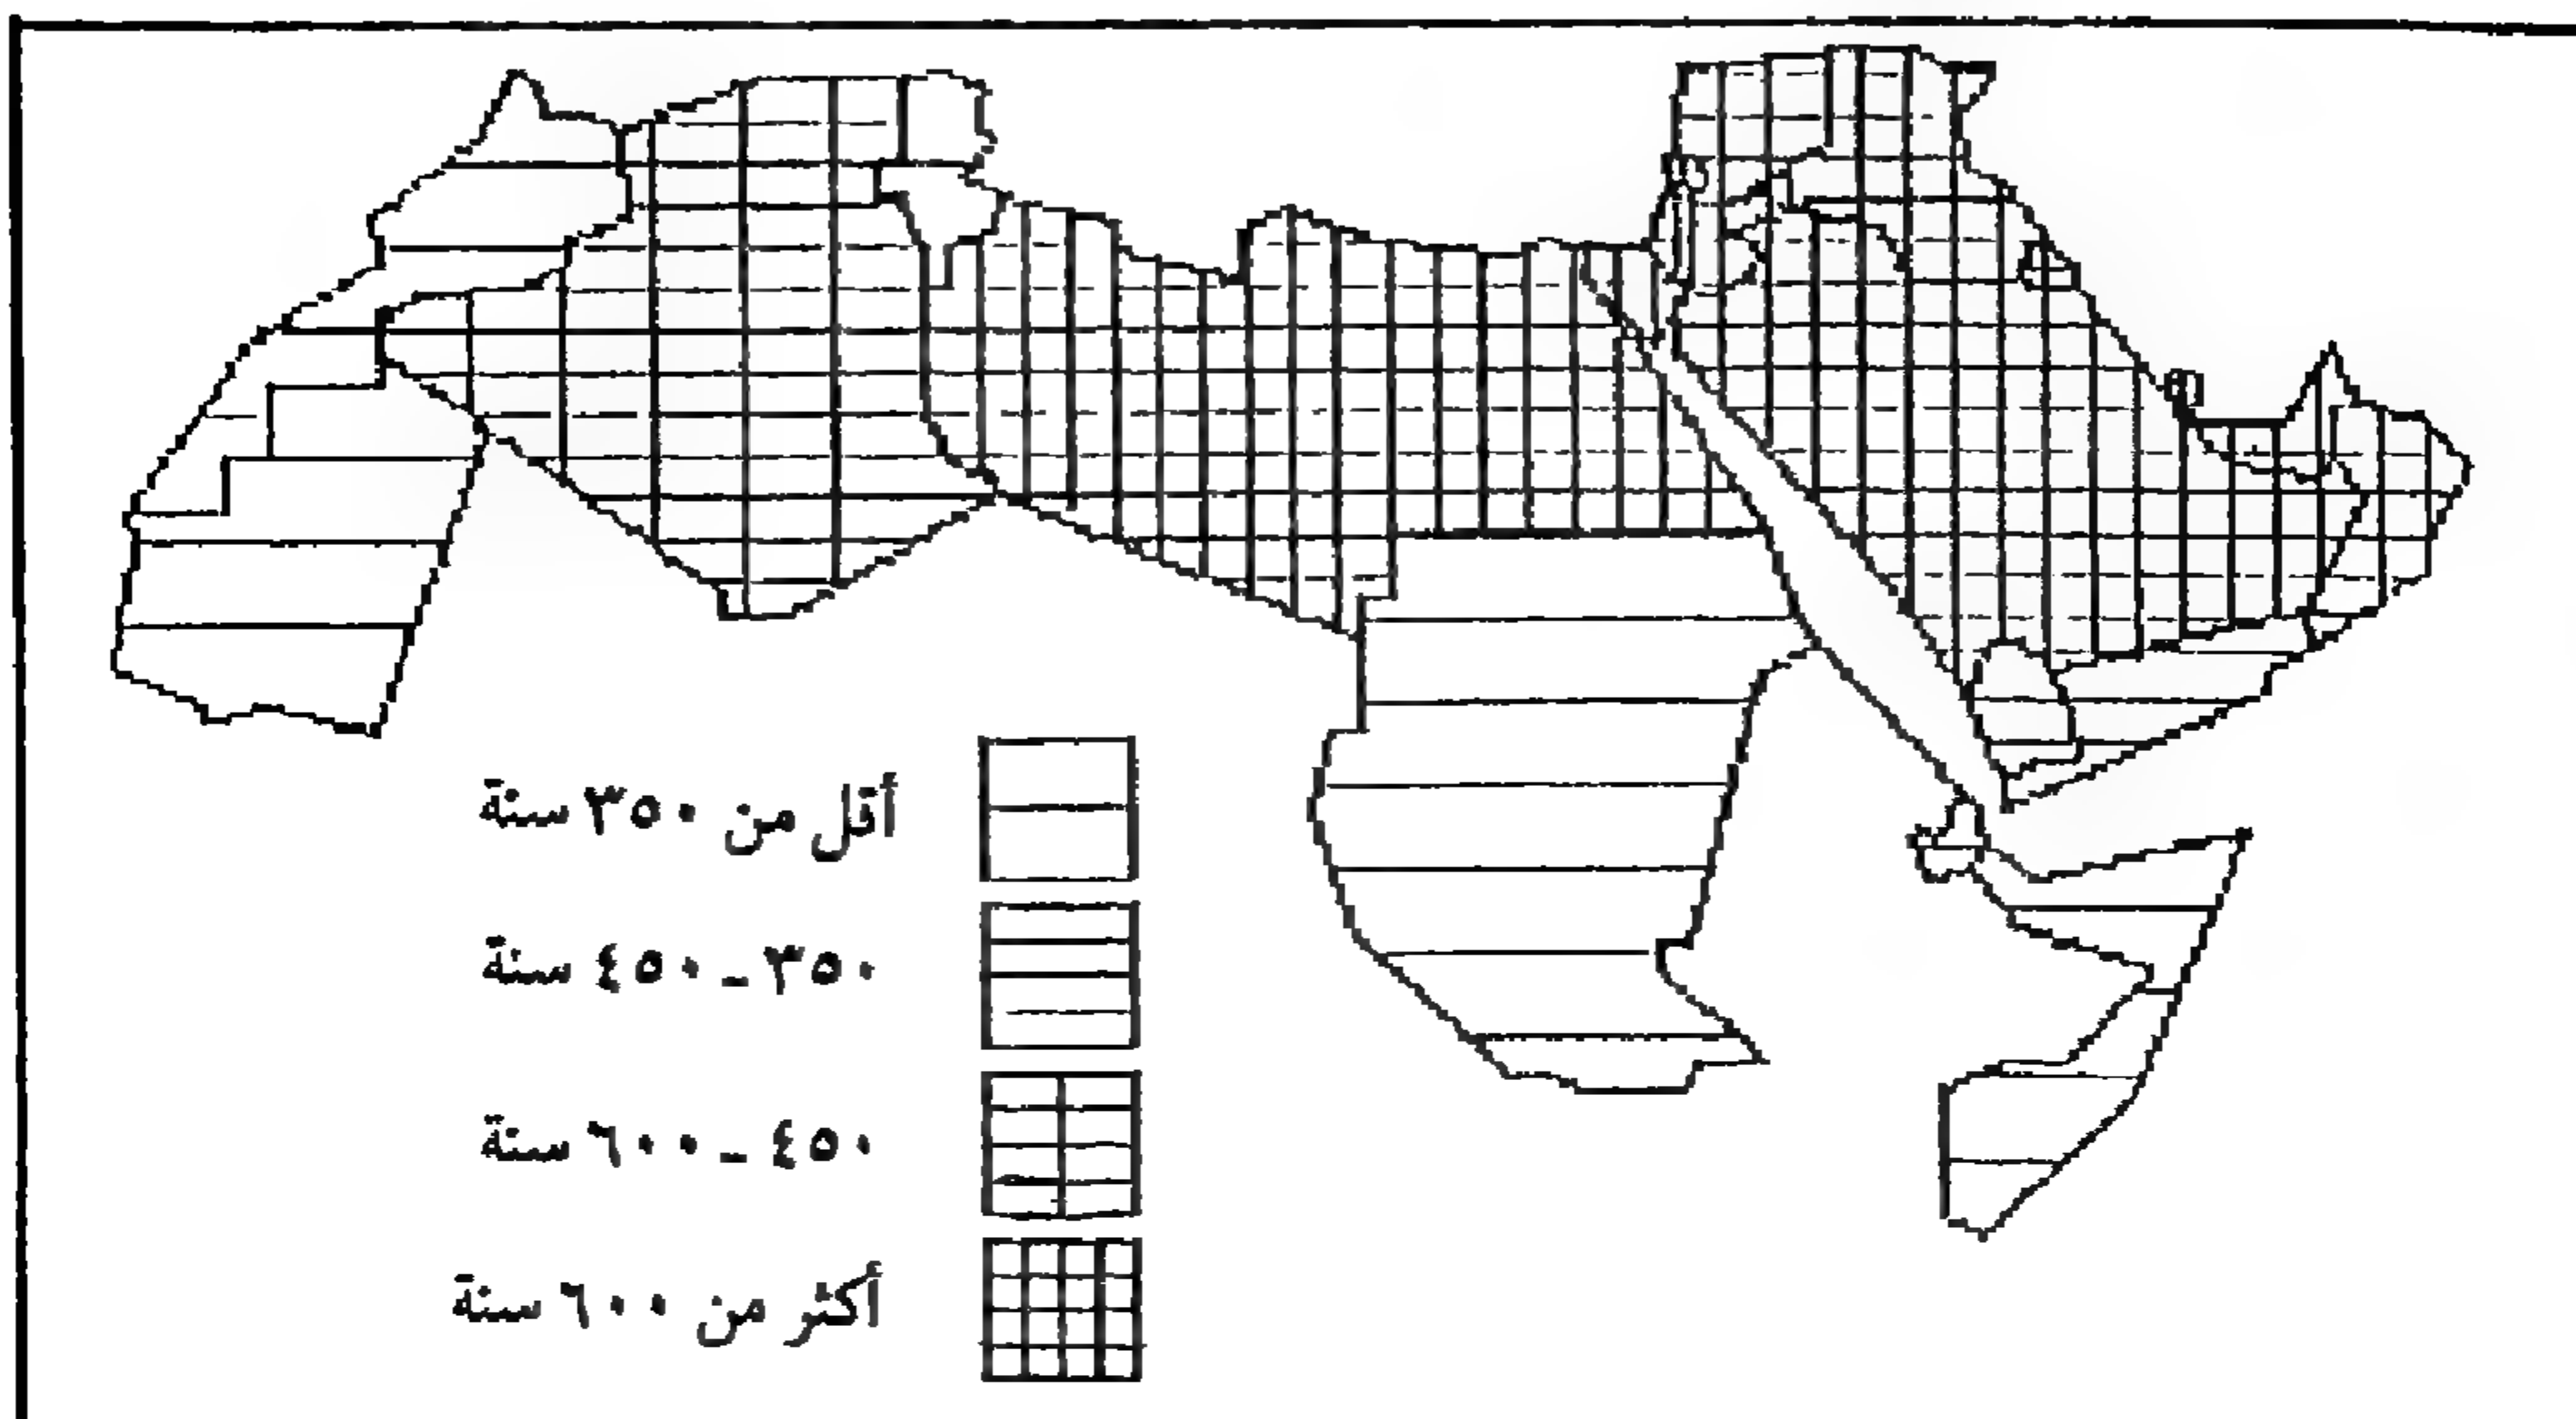 أقل من ٣٥٠ سنة
٣٥٠ ـ ٤٥٠ سنة
٤٥٠ ـ ٦٠٠ سنة
أكثر من ٦٠٠ سنة